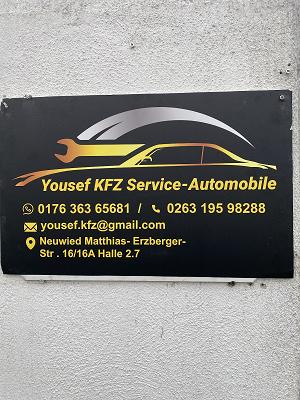 Yousef KFZ Service-Automobile
0176 363 65681 / 0263 195 98288
yousef.kfz@gmail.com
Neuwied Matthias- Erzberger-
Str . 16/16A Halle 2.7